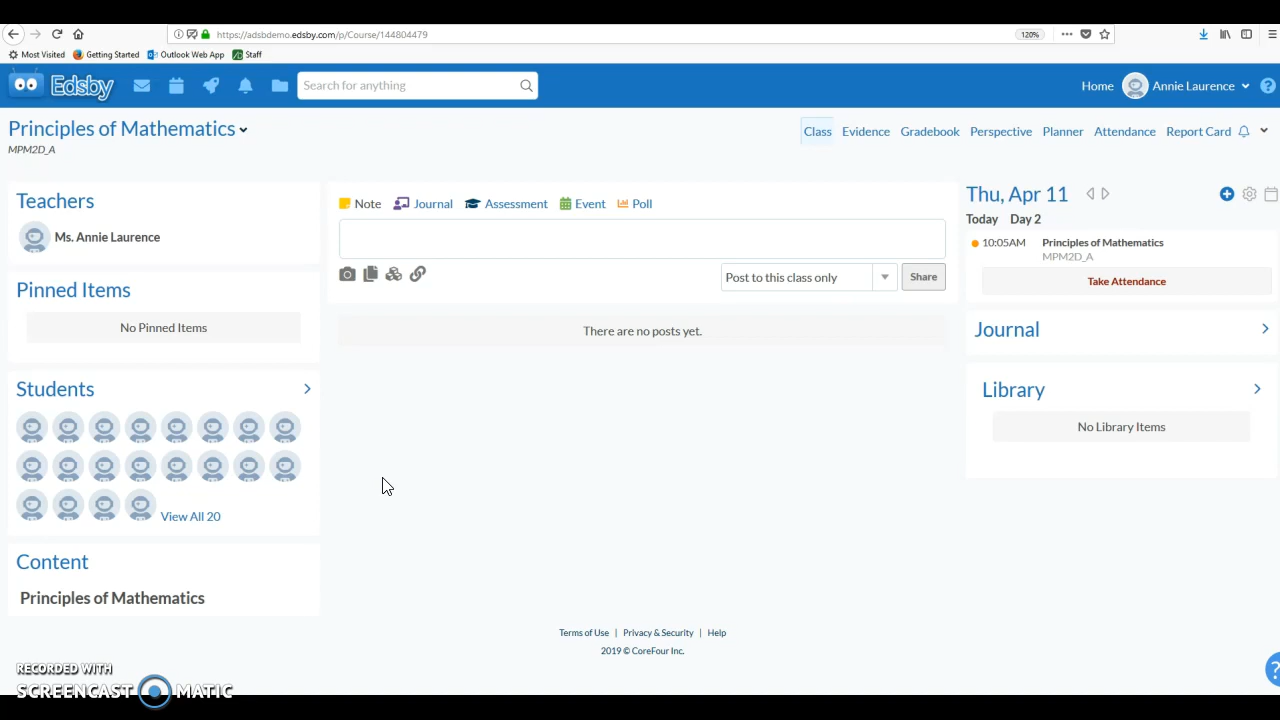 https://adsbdemo.edsby.com/p/Course/144804479
120%
Most Visited Getting Started Outlook Web App Staff
Edsby
Search for anything
Home Annie Laurence
Principles of Mathematics
MPM2D_A
Class Evidence Gradebook Perspective Planner Attendance Report Card
Teachers
Ms. Annie Laurence
Pinned Items
No Pinned Items
Students
View All 20
Content
Principles of Mathematics
Note Journal Assessment Event Poll
Post to this class only
Share
There are no posts yet.
Thu, Apr 11
Today Day 2
10:05AM Principles of Mathematics
MPM2D_A
Take Attendance
Journal
Library
No Library Items
Terms of Use | Privacy & Security | Help
2019 © CoreFour Inc.
RECORDED WITH
SCREENCAST MATIC